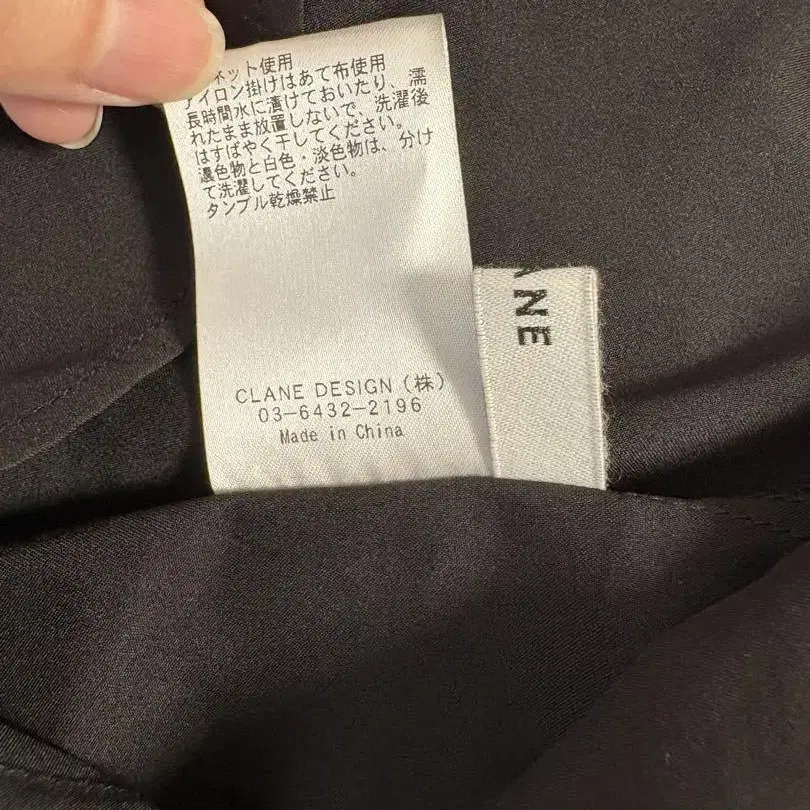 ネット使用
アイロン掛けはあて布使用
長時間水に漬けておいたり、濡
れたまま放置しないで、洗濯後
はすばやく干してください。
濃色物と白色・淡色物は、分け
て洗濯してください。
タンブル乾燥禁止
CLANE DESIGN (株)
03-6432-2196
Made in China
ANE